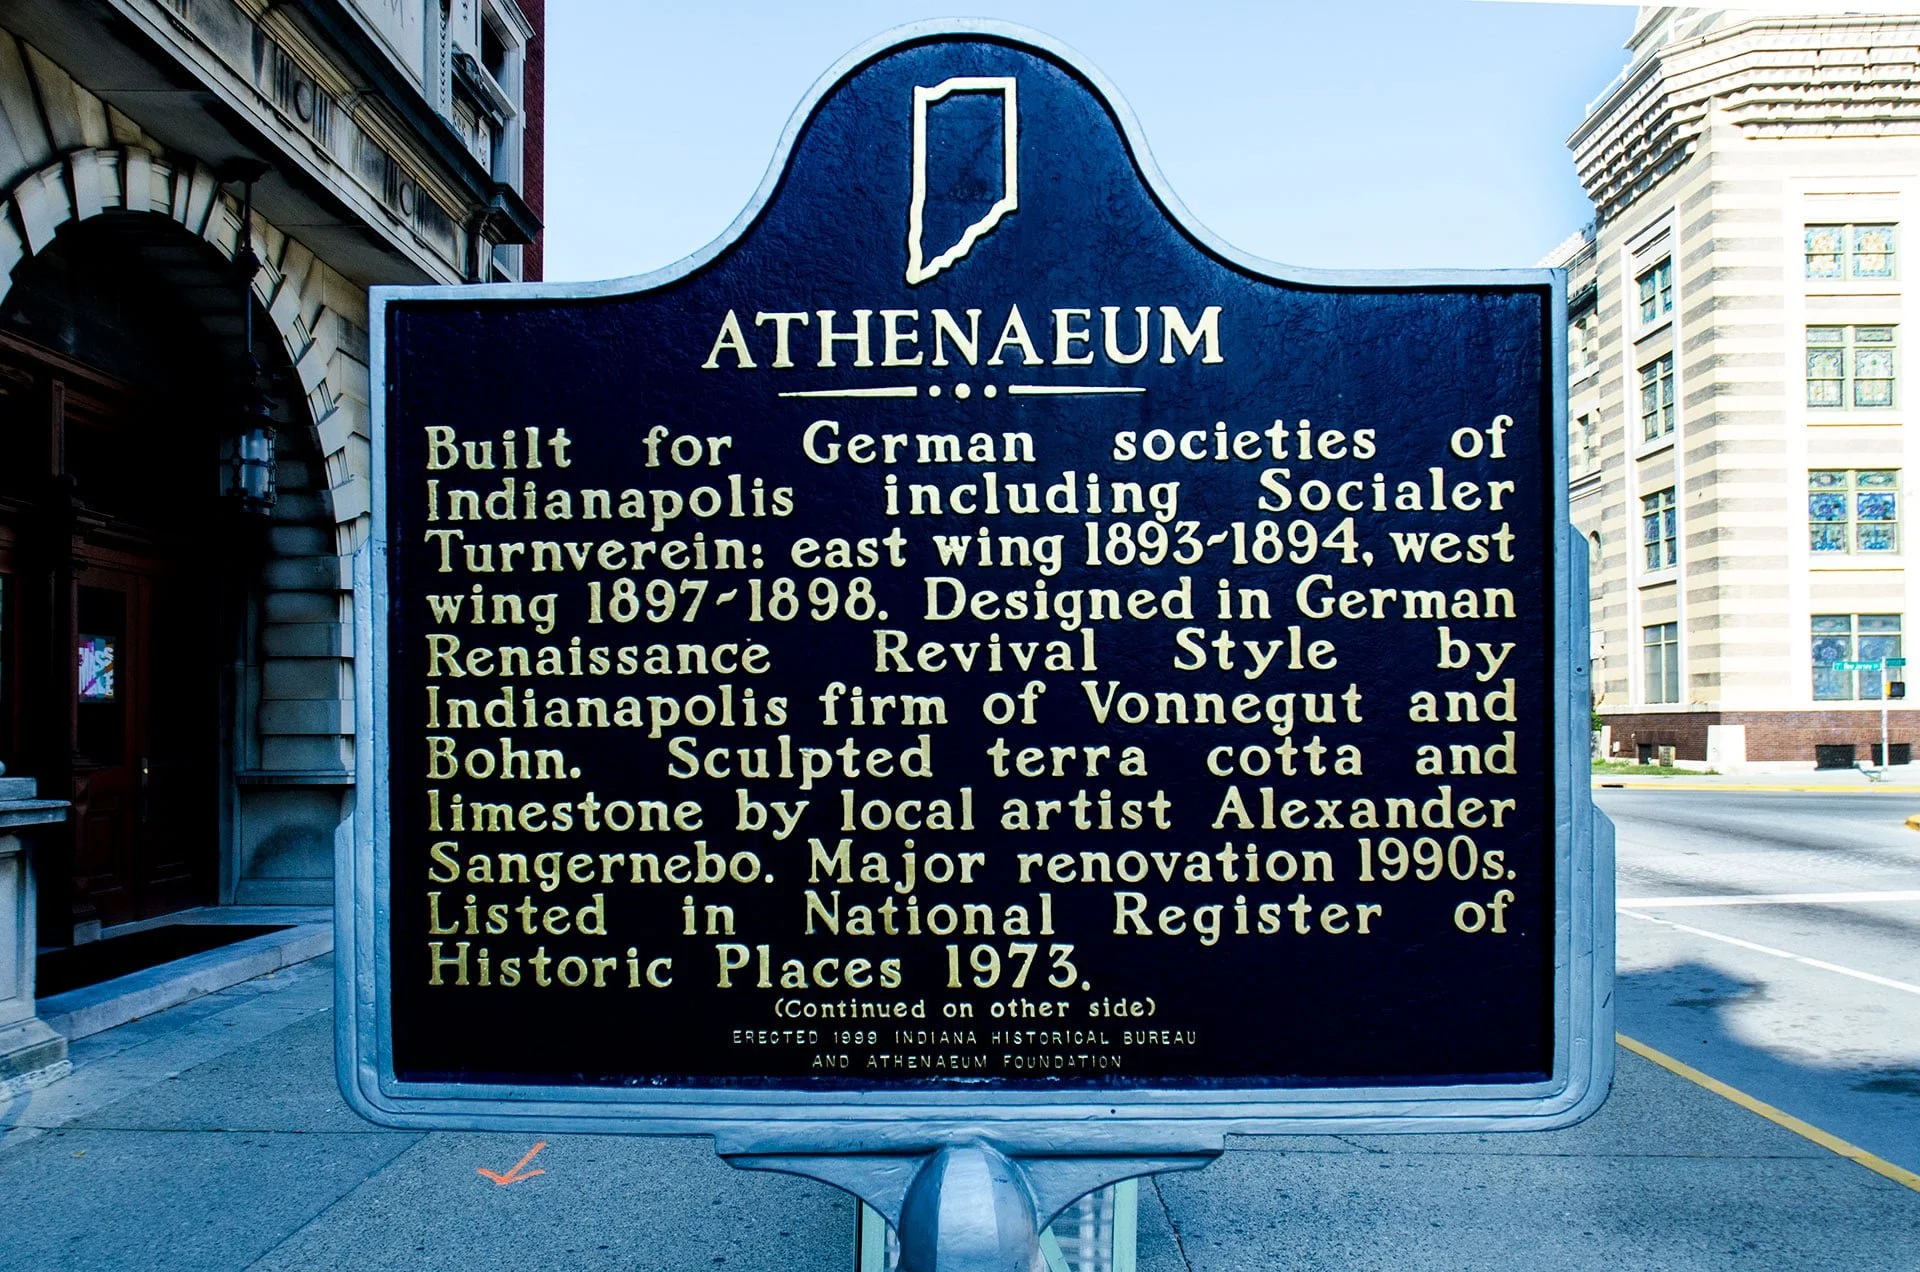 ATHENAEUM
Built for German societies of
Indianapolis including Socialer
Turnverein: east wing 1893~1894, west
wing 1897~1898. Designed in German
Renaissance Revival Style by
Indianapolis firm of Vonnegut and
Bohn. Sculpted terra cotta and
limestone by local artist Alexander
Sangernebo. Major renovation 1990s.
Listed in National Register of
Historic Places 1973.
(Continued on other side)
ERECTED 1999 INDIANA HISTORICAL BUREAU
AND ATHENAEUM FOUNDATION